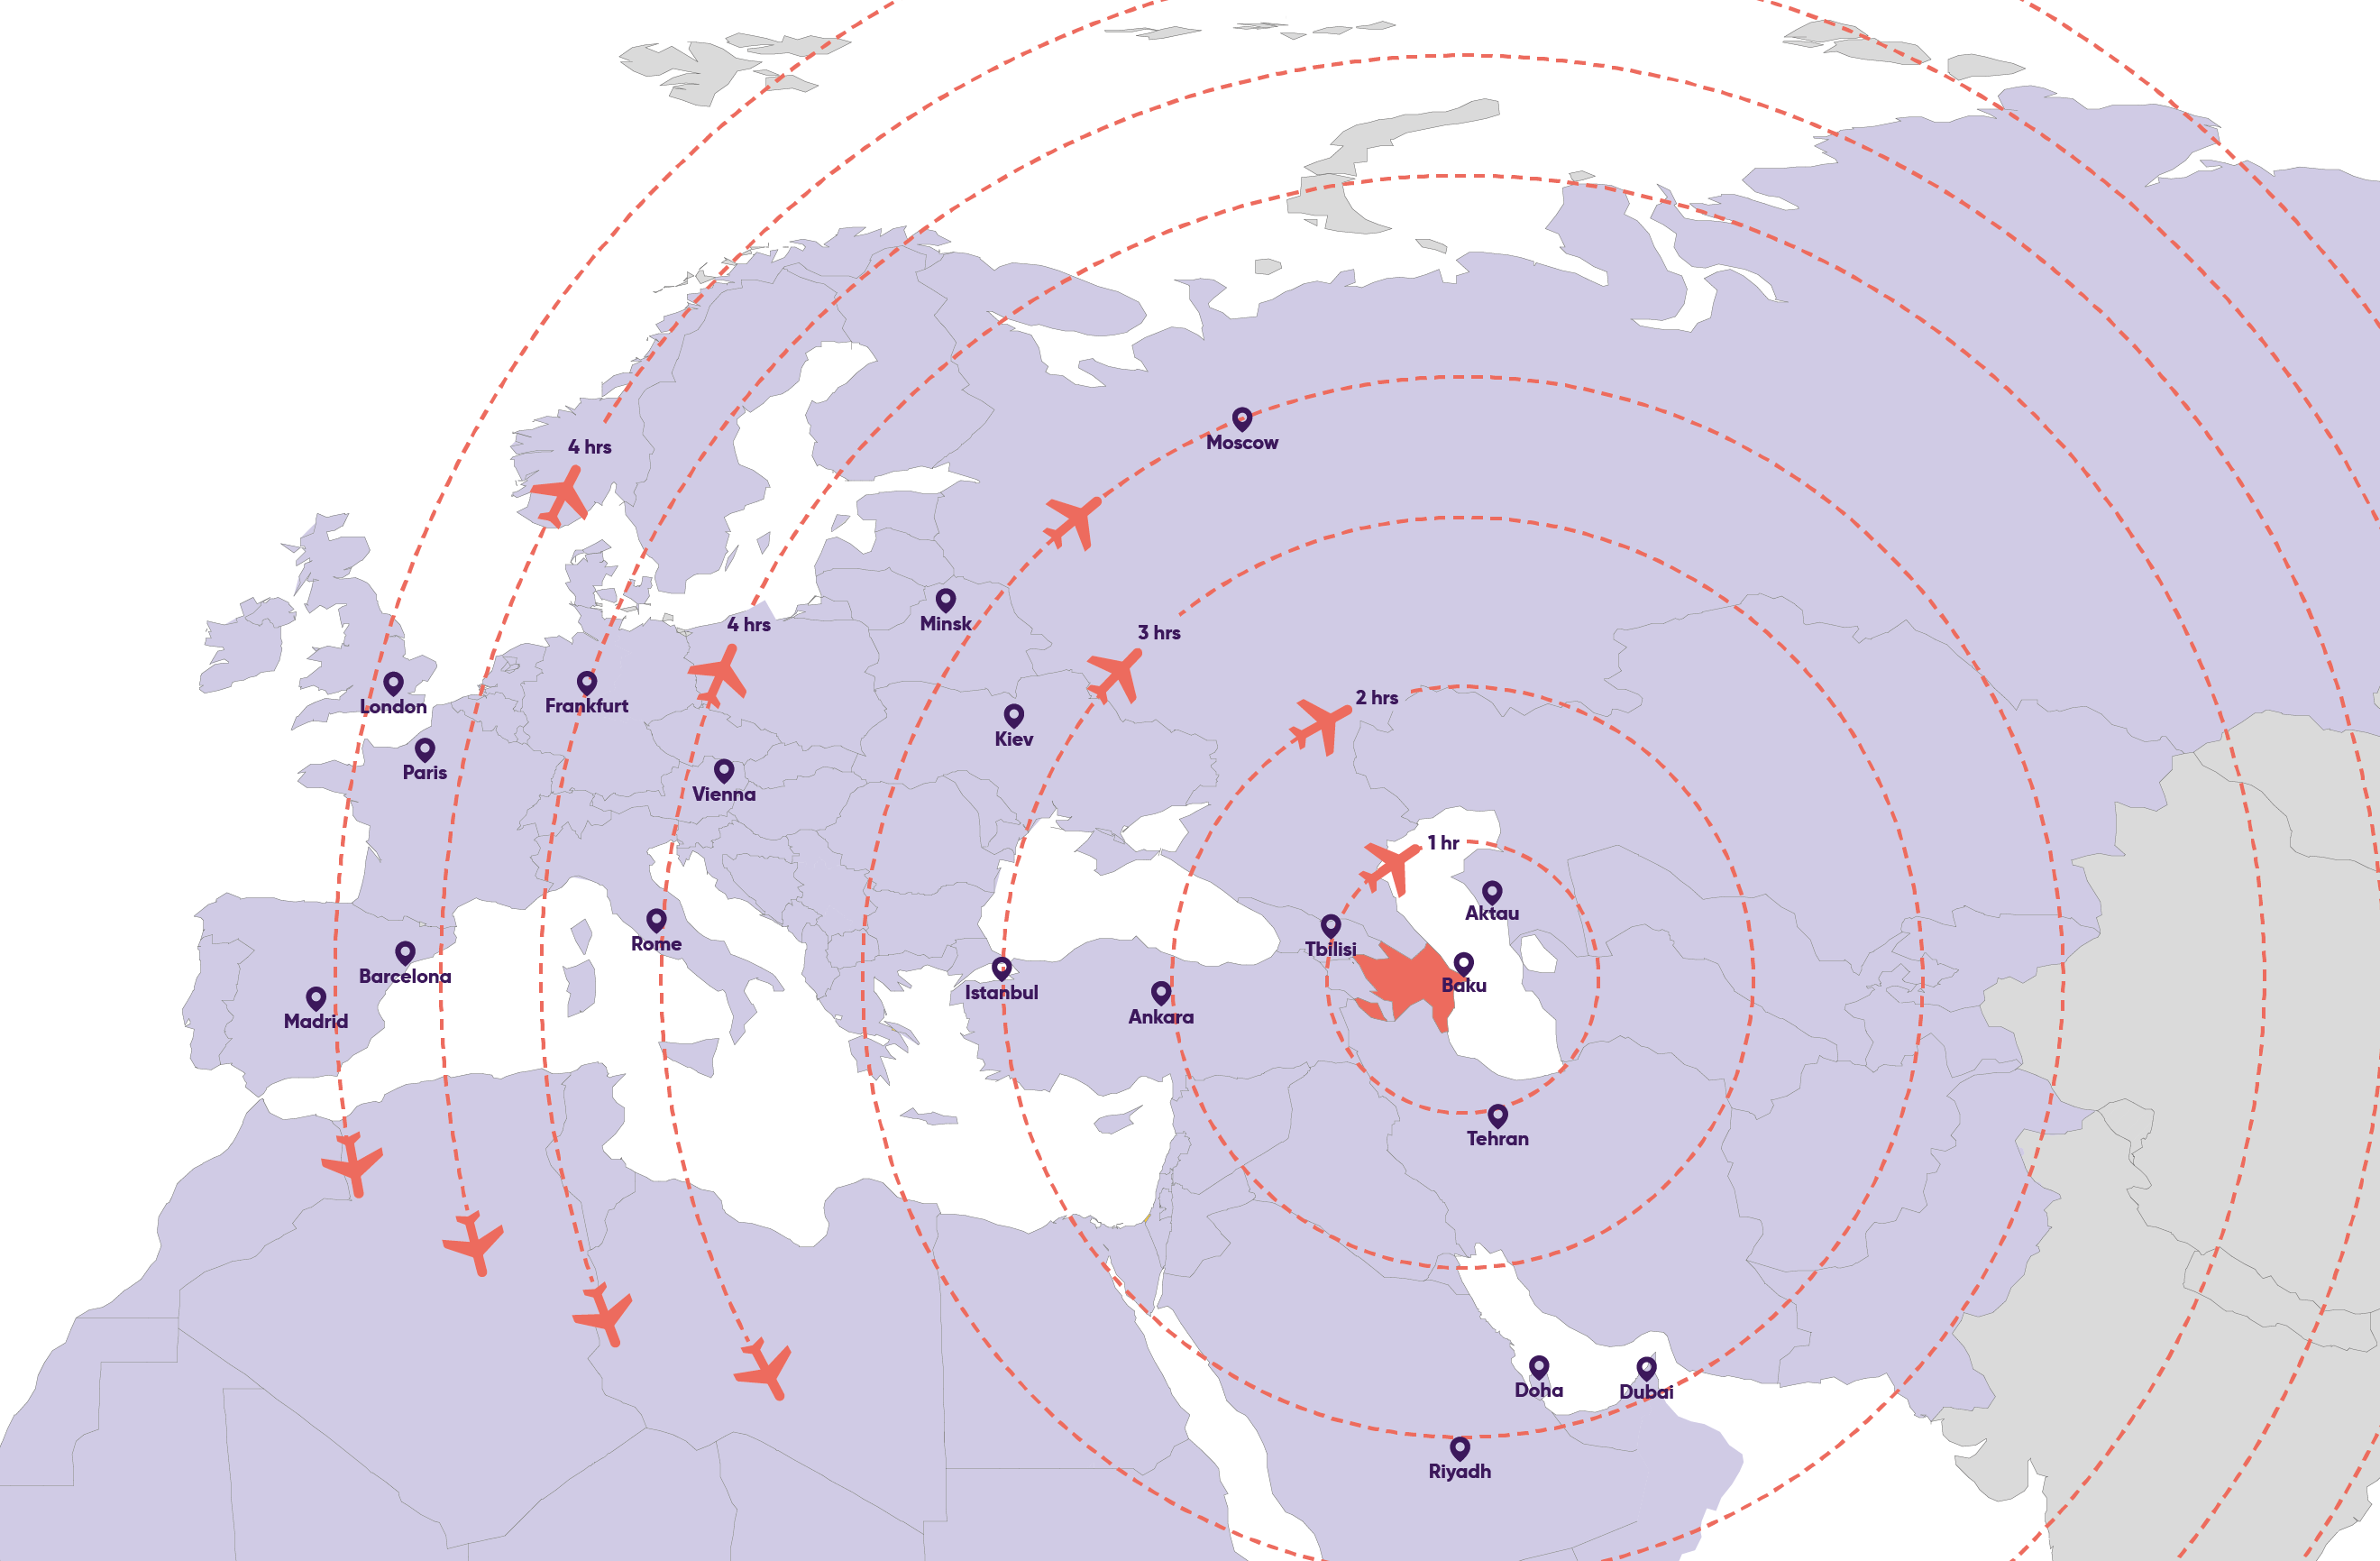 Moscow
4 hrs
Minsk
4 hrs
3 hrs
London
Frankfurt
2 hrs
Kiev
Paris
Vienna
1 hr
Aktau
Rome
Tbilisi
Barcelona
Baku
Istanbul
Madrid
Ankara
Tehran
Doha
Dubai
Riyadh